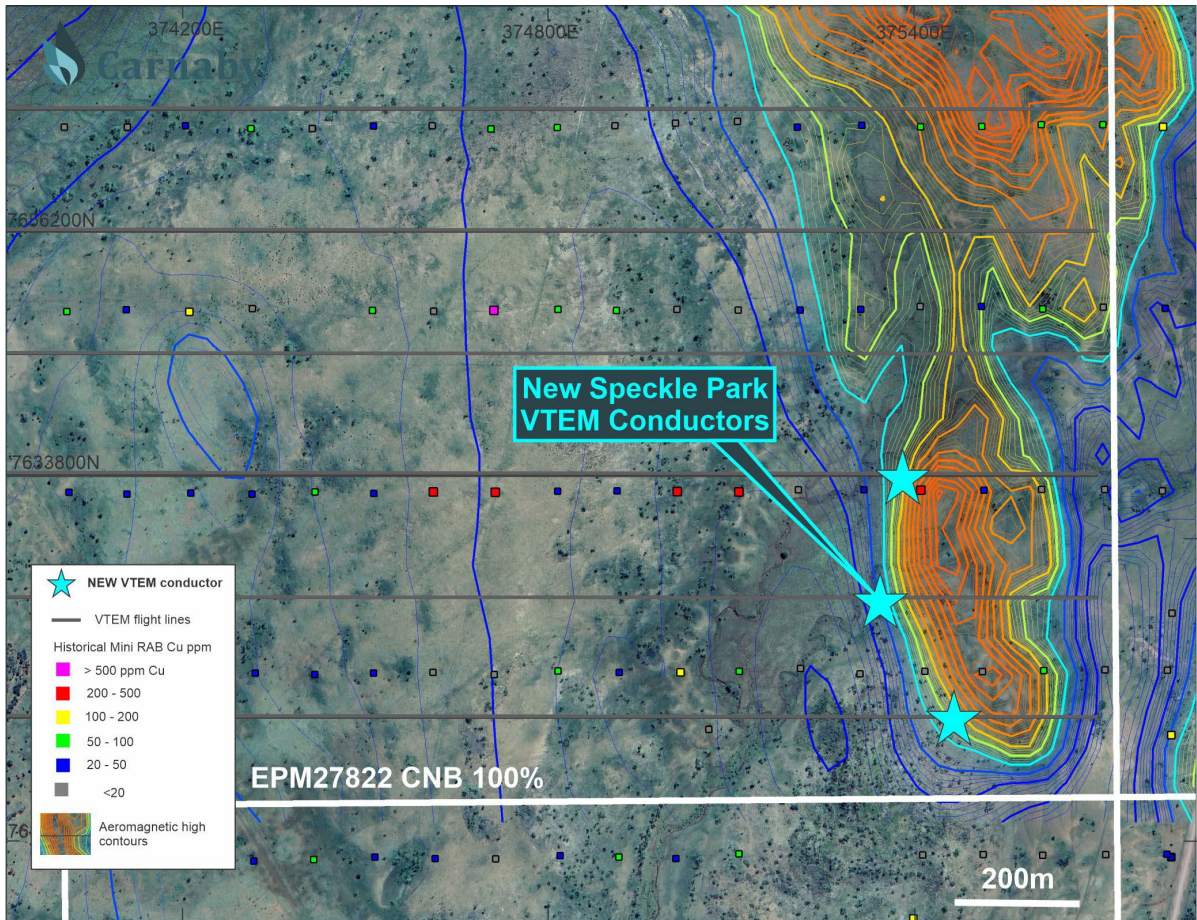 374200E
374800E
375400E
Carnaby
New Speckle Park
VTEM Conductors
7633800N
NEW VTEM conductor
VTEM flight lines
Historical Mini RAB Cu ppm
> 500 ppm Cu
200 - 500
100 - 200
50 - 100
20 - 50
<20
Aeromagnetic high
contours
EPM27822 CNB 100%
200m